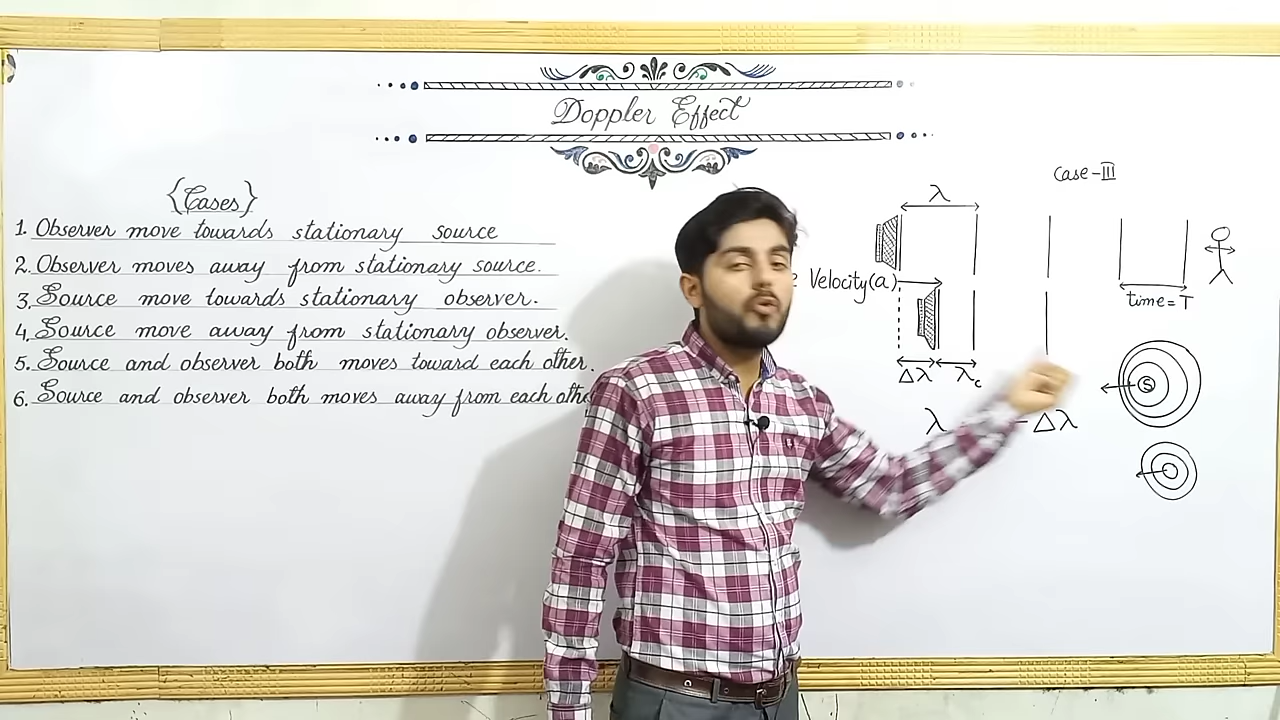 Doppler Effect
{Cases}
1. Observer move towards stationary source
2. Observer moves away from stationary source.
3. Source move towards stationary observer.
4. Source move away from stationary observer.
5. Source and observer both moves toward each other.
6. Source and observer both moves away from each
Case-III
λ
Velocity(a)
time=T
Δλ λc
λ - Δλ
S